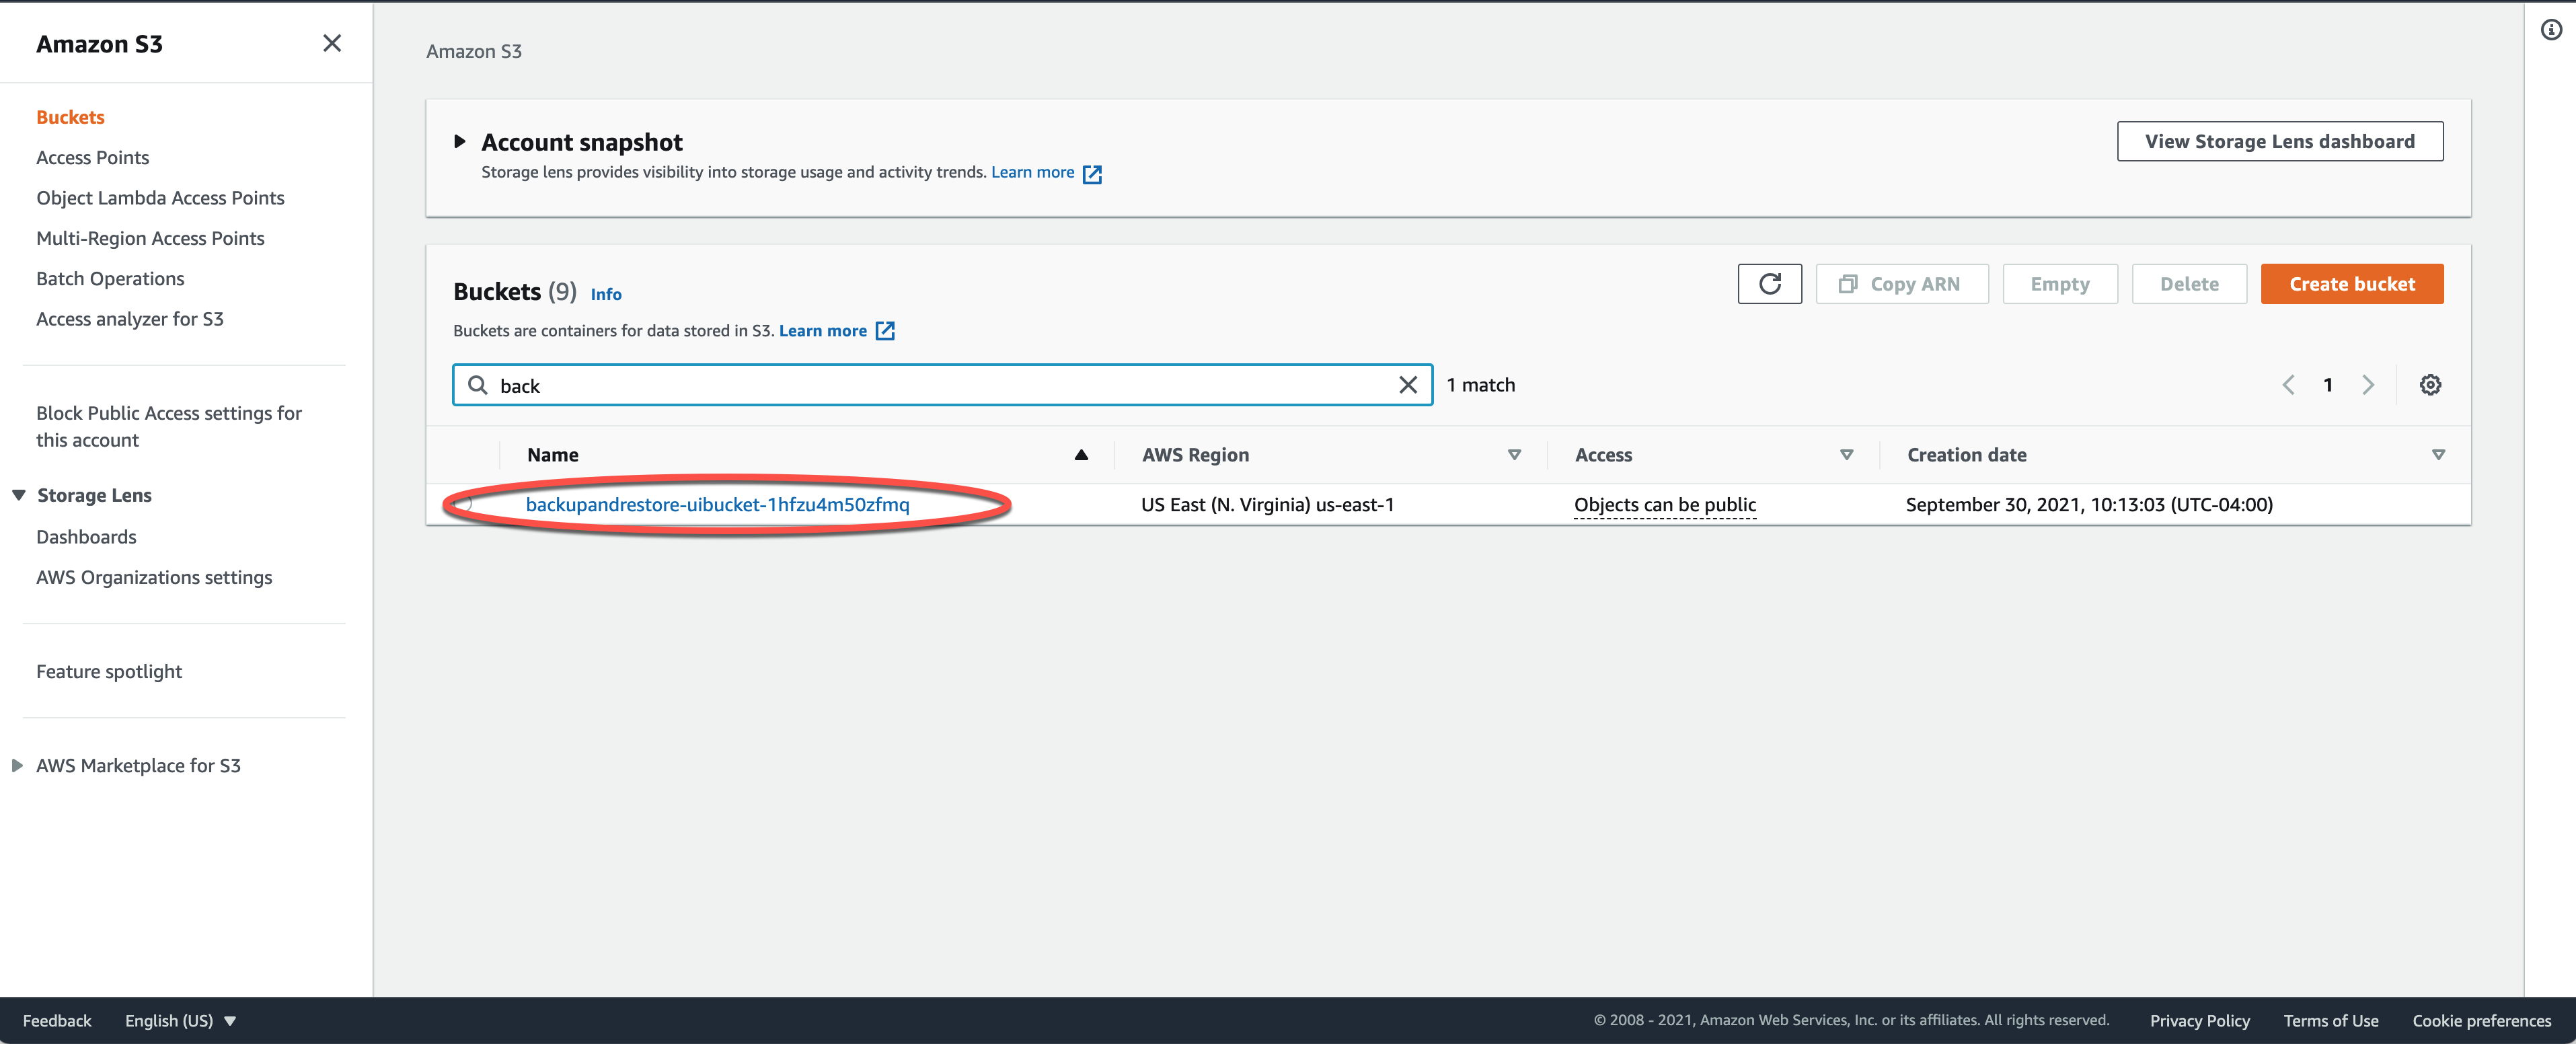 Amazon S3
Buckets
Access Points
Object Lambda Access Points
Multi-Region Access Points
Batch Operations
Access analyzer for S3
Block Public Access settings for
this account
Storage Lens
Dashboards
AWS Organizations settings
Feature spotlight
AWS Marketplace for S3
Amazon S3
Account snapshot
Storage lens provides visibility into storage usage and activity trends. Learn more
View Storage Lens dashboard
Buckets (9) Info
Buckets are containers for data stored in S3. Learn more
Copy ARN Empty Delete Create bucket
back 1 match 1
Name AWS Region Access Creation date
backupandrestore-uibucket-1hfzu4m50zfmq US East (N. Virginia) us-east-1 Objects can be public September 30, 2021, 10:13:03 (UTC-04:00)
Feedback English (US) © 2008 - 2021, Amazon Web Services, Inc. or its affiliates. All rights reserved. Privacy Policy Terms of Use Cookie preferences